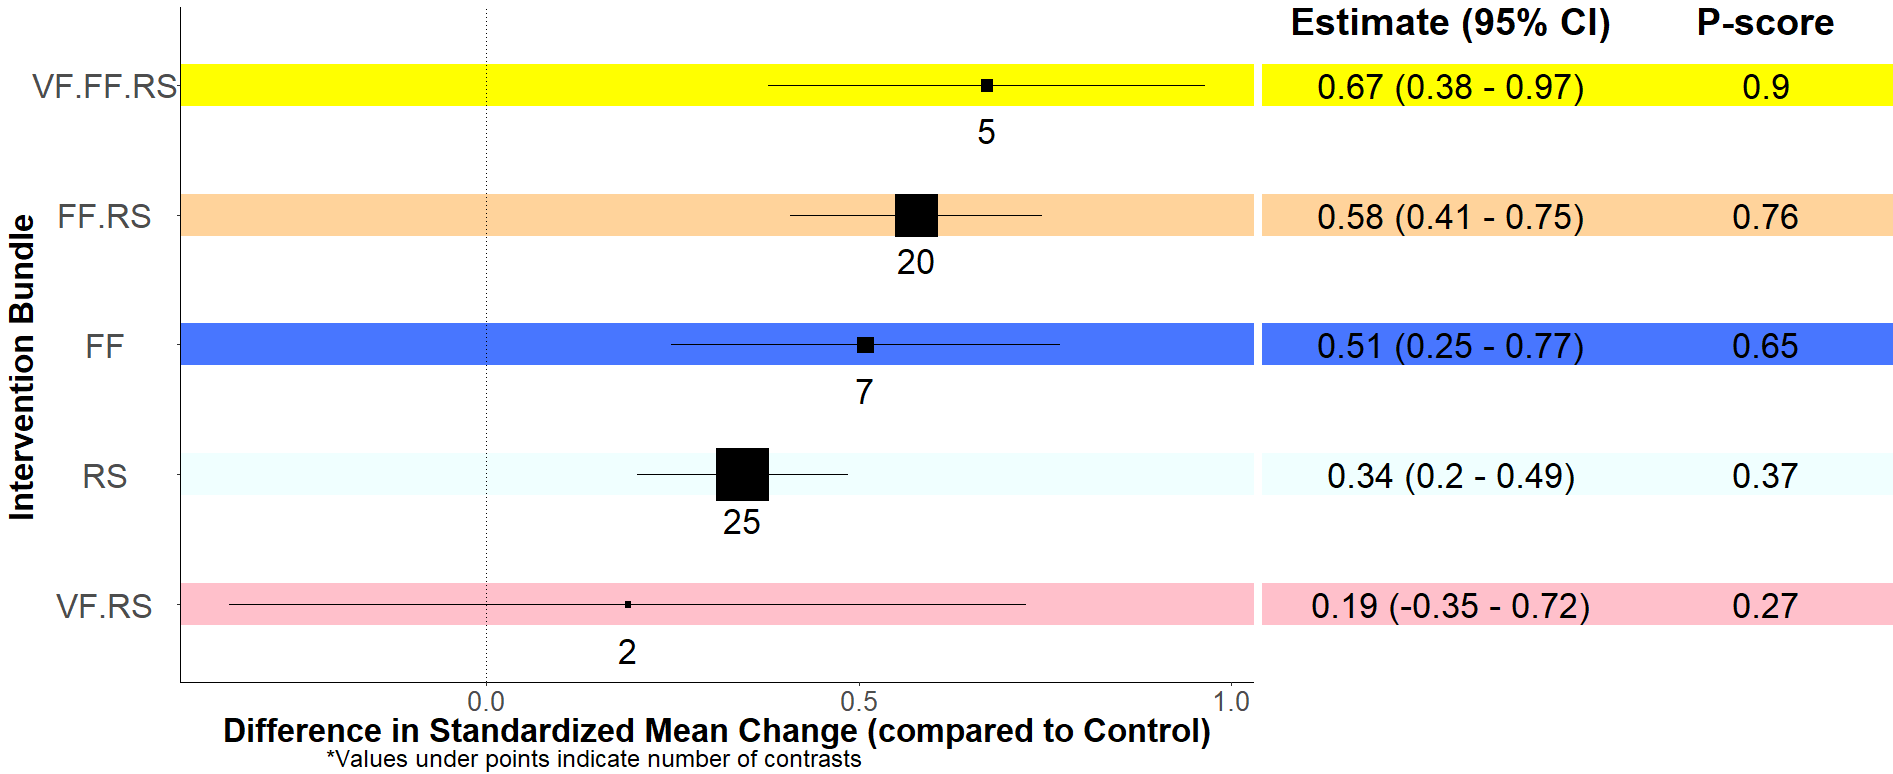 Estimate (95% CI) P-score
VF.FF.RS 0.67 (0.38 - 0.97) 0.9
5
FF.RS 0.58 (0.41 - 0.75) 0.76
20
FF 0.51 (0.25 - 0.77) 0.65
7
RS 0.34 (0.2 - 0.49) 0.37
25
VF.RS 0.19 (-0.35 - 0.72) 0.27
2
Intervention Bundle
0.0 0.5 1.0
Difference in Standardized Mean Change (compared to Control)
*Values under points indicate number of contrasts